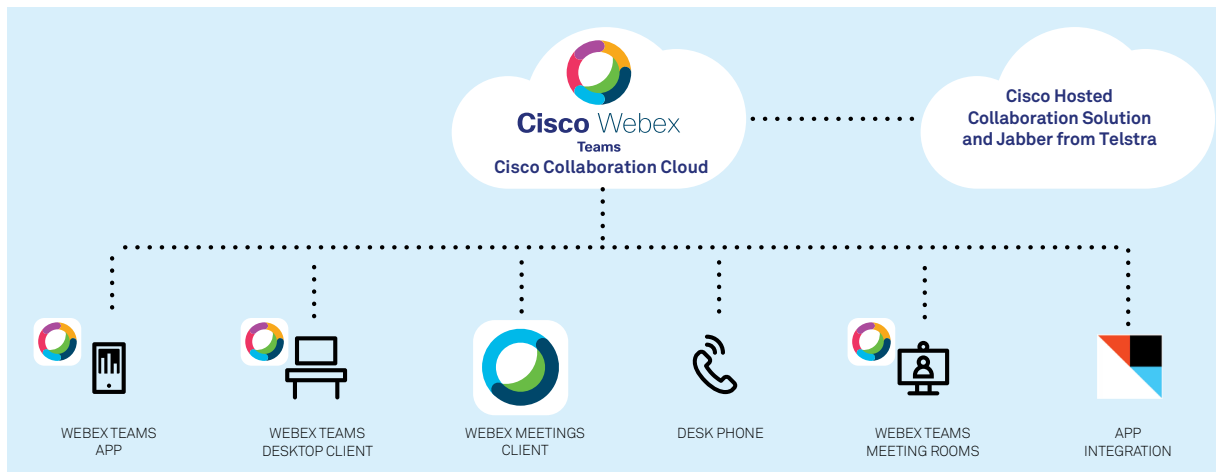 Cisco Webex
Teams
Cisco Collaboration Cloud
Cisco Hosted
Collaboration Solution
and Jabber from Telstra
WEBEX TEAMS
APP
WEBEX TEAMS
DESKTOP CLIENT
WEBEX MEETINGS
CLIENT
DESK PHONE
WEBEX TEAMS
MEETING ROOMS
APP
INTEGRATION